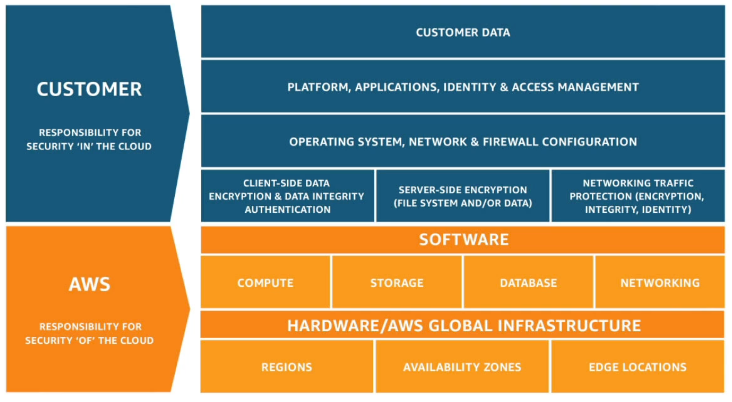 CUSTOMER
RESPONSIBILITY FOR
SECURITY ‘IN’ THE CLOUD
CUSTOMER DATA
PLATFORM, APPLICATIONS, IDENTITY & ACCESS MANAGEMENT
OPERATING SYSTEM, NETWORK & FIREWALL CONFIGURATION
CLIENT-SIDE DATA
ENCRYPTION & DATA INTEGRITY
AUTHENTICATION
SERVER-SIDE ENCRYPTION
(FILE SYSTEM AND/OR DATA)
NETWORKING TRAFFIC
PROTECTION (ENCRYPTION,
INTEGRITY, IDENTITY)
AWS
RESPONSIBILITY FOR
SECURITY ‘OF’ THE CLOUD
SOFTWARE
COMPUTE
STORAGE
DATABASE
NETWORKING
HARDWARE/AWS GLOBAL INFRASTRUCTURE
REGIONS
AVAILABILITY ZONES
EDGE LOCATIONS